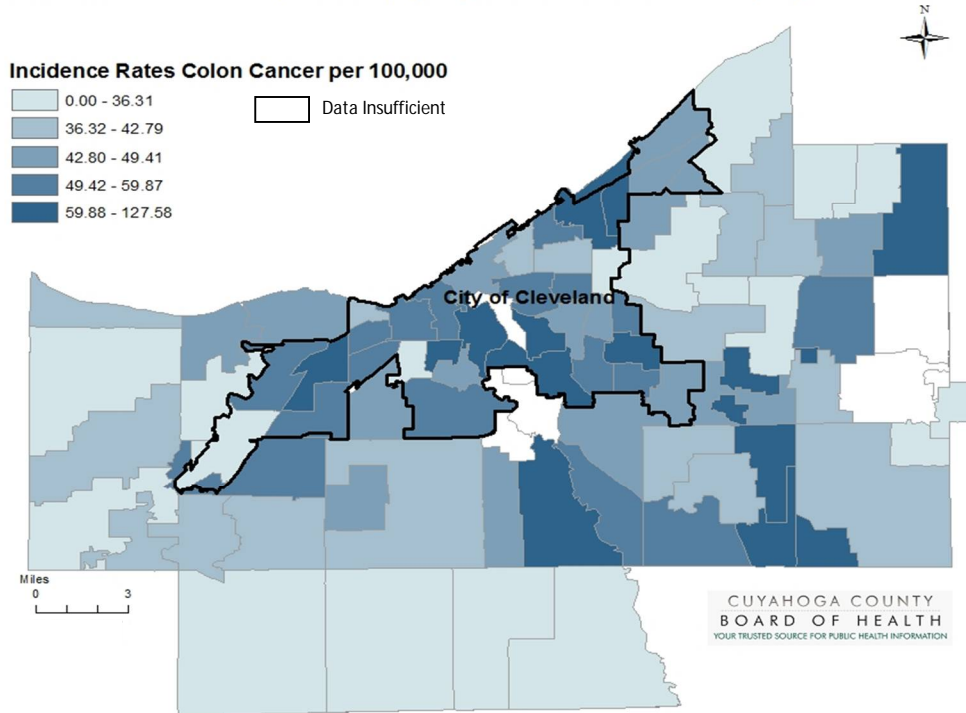 N
Incidence Rates Colon Cancer per 100,000
0.00 - 36.31
36.32 - 42.79
42.80 - 49.41
49.42 - 59.87
59.88 - 127.58
Data Insufficient
City of Cleveland
Miles
0 3
CUYAHOGA COUNTY
BOARD OF HEALTH
YOUR TRUSTED SOURCE FOR PUBLIC HEALTH INFORMATION